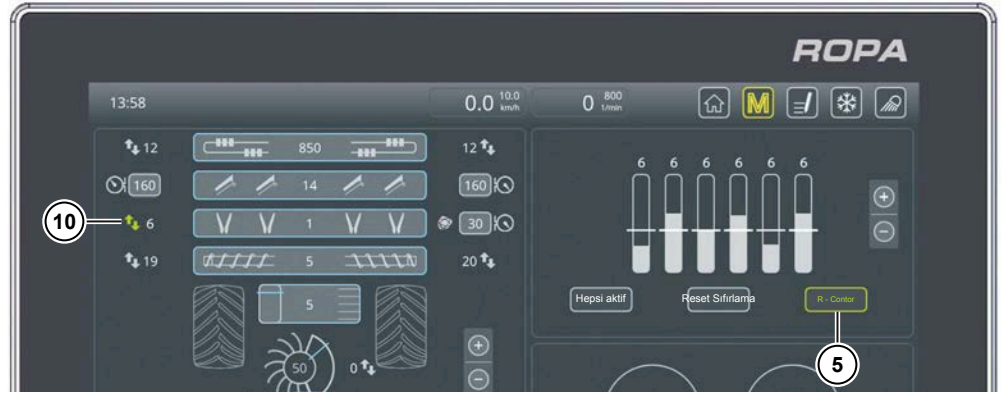 ROPA
13:58
0.0 10.0 km/h
0 800 1/min
M
12 850 12
160 14 160
10
6 1 30
19 5 20
5
50
0
+
−
6 6 6 6 6 6
+
−
Hepsi aktif
Reset Sıfırlama
R - Contor
5